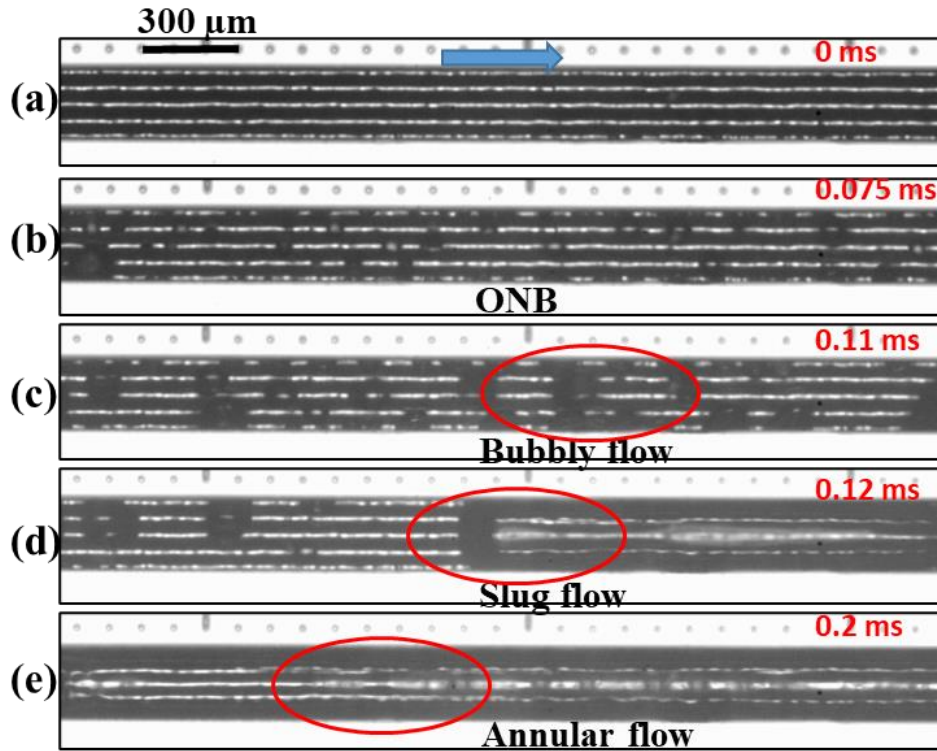 300 µm
0 ms
(a)
0.075 ms
(b)
ONB
0.11 ms
(c)
Bubbly flow
0.12 ms
(d)
Slug flow
0.2 ms
(e)
Annular flow